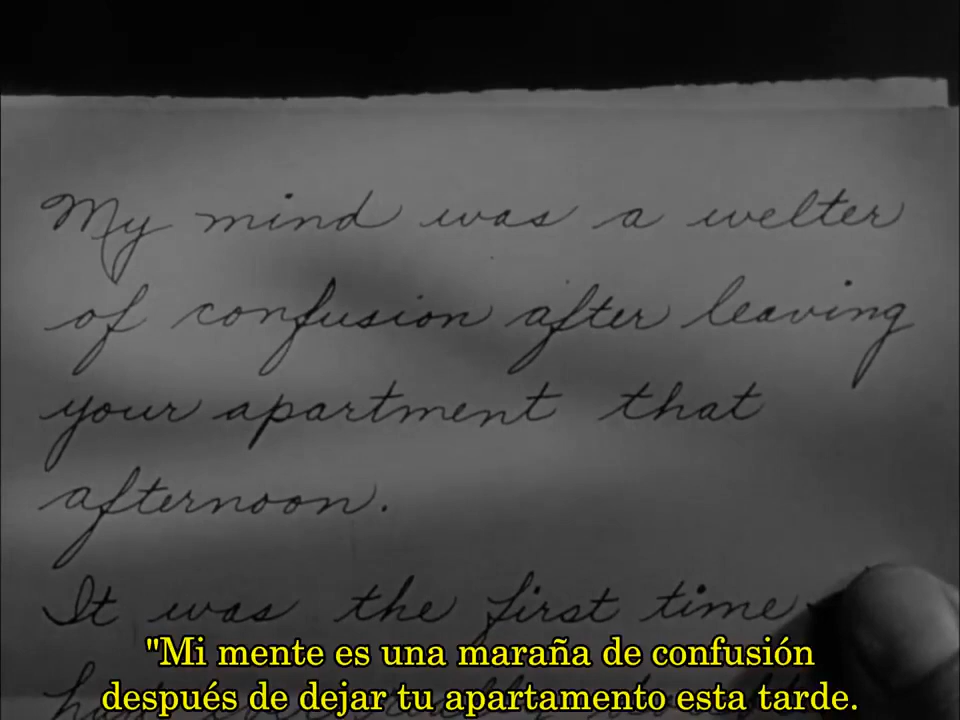 My mind was a welter
of confusion after leaving
your apartment that
afternoon.
It was the first time
"Mi mente es una maraña de confusión
después de dejar tu apartamento esta tarde.